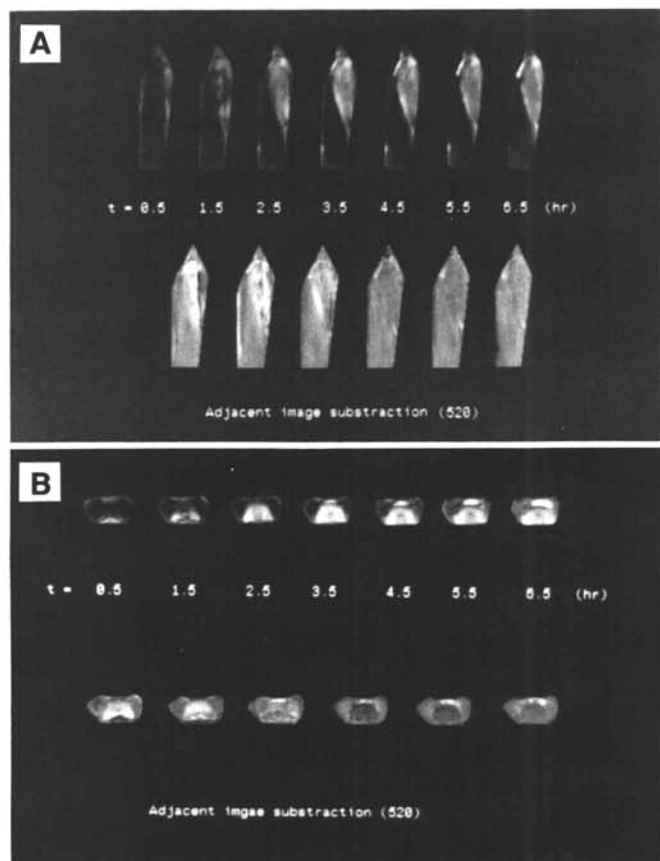 A
t = 0.5 1.5 2.5 3.5 4.5 5.5 6.5 (hr)
Adjacent image substraction (520)
B
t = 0.5 1.5 2.5 3.5 4.5 5.5 6.5 (hr)
Adjacent imgae substraction (520)